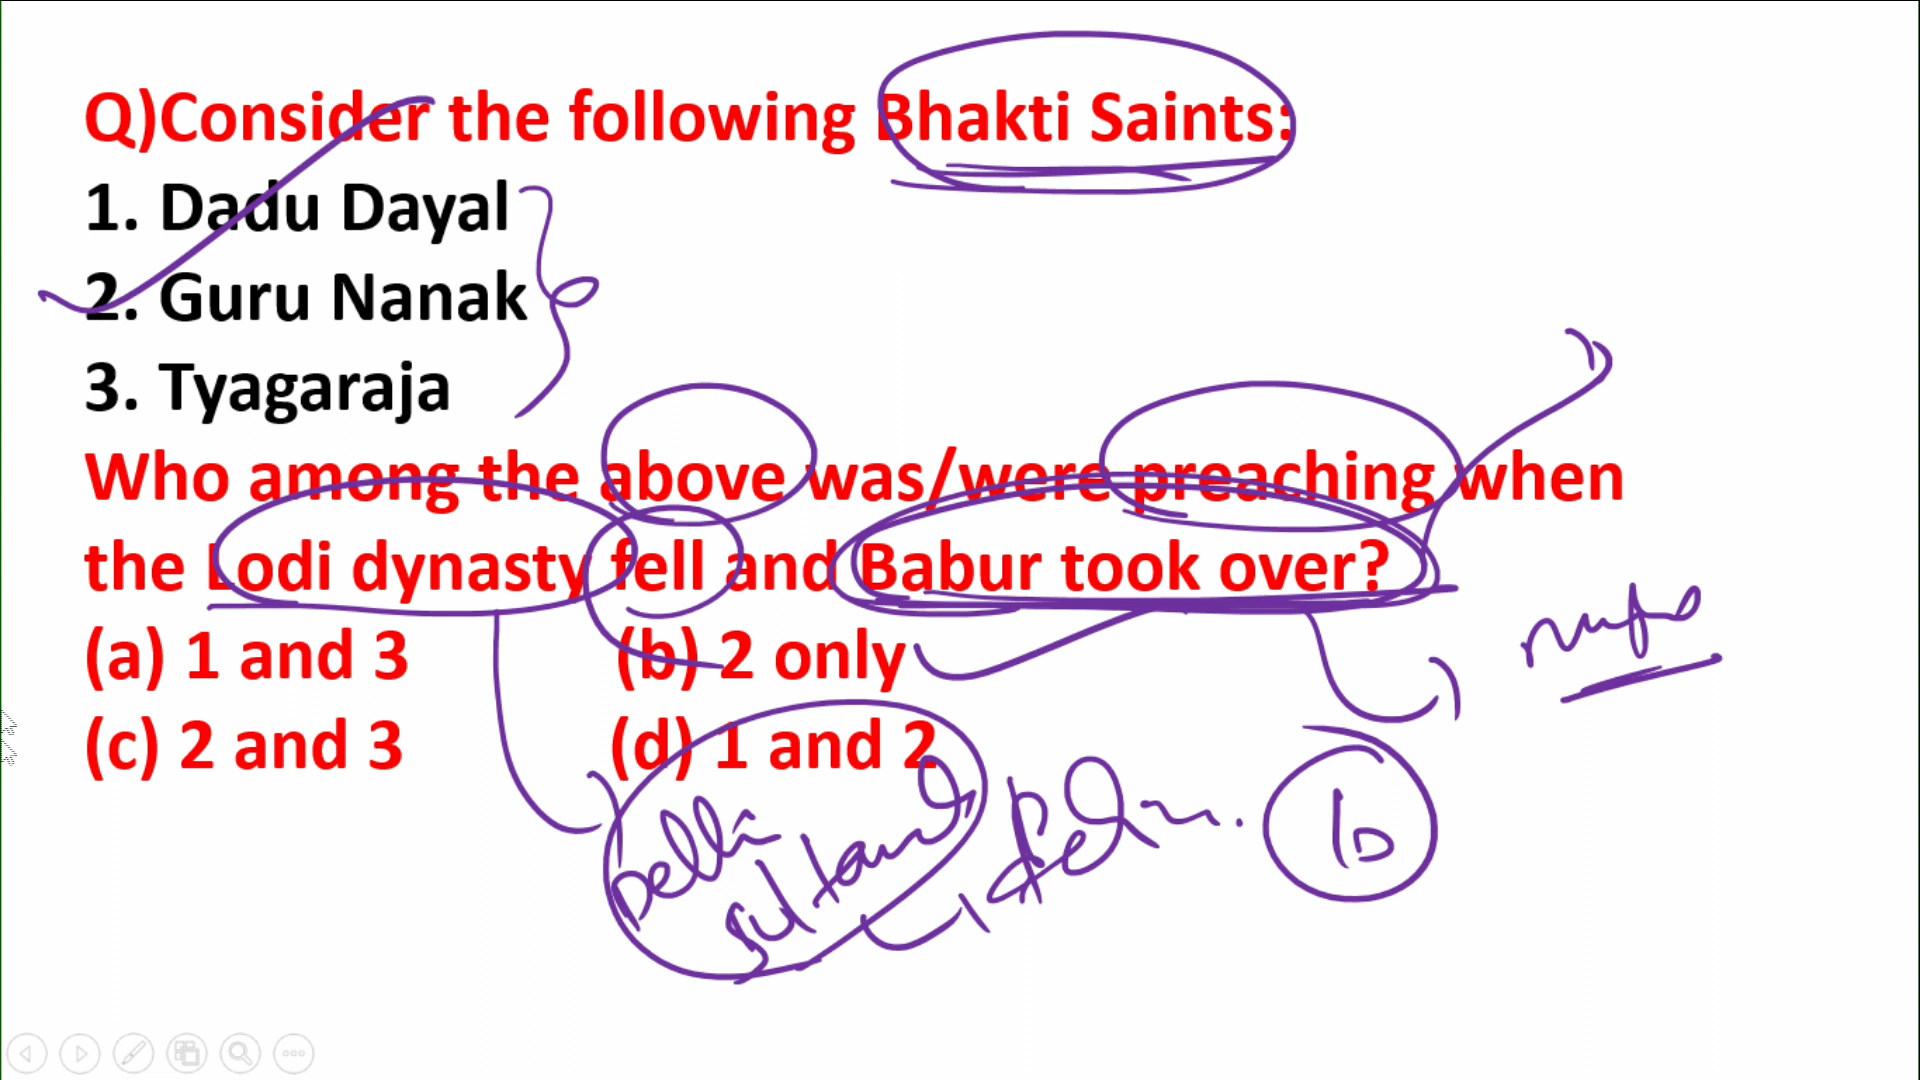 Q)Consider the following Bhakti Saints:
1. Dadu Dayal
2. Guru Nanak
3. Tyagaraja
Who among the above was/were preaching when
the Lodi dynasty fell and Babur took over?
(a) 1 and 3 (b) 2 only
(c) 2 and 3 (d) 1 and 2
Delhi
b